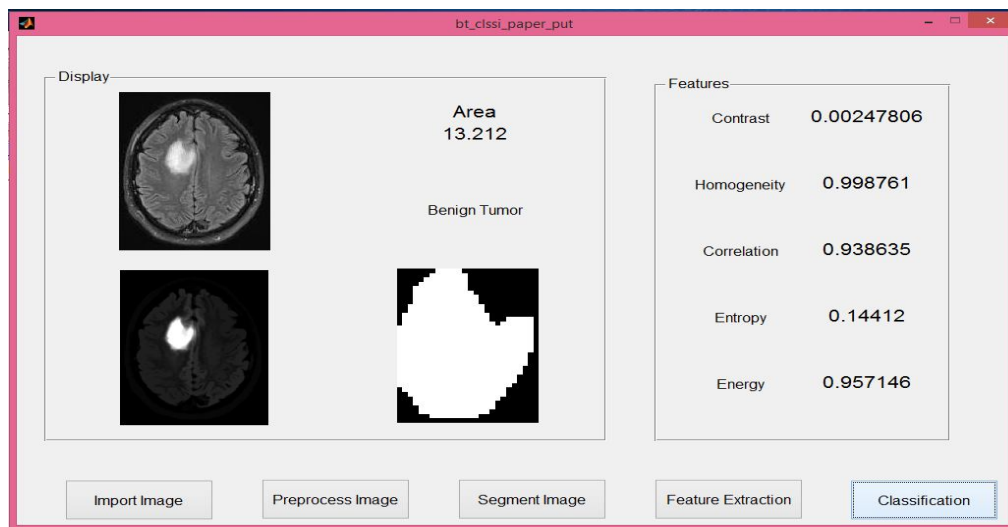 bt_clssi_paper_put
Display
Area
13.212
Benign Tumor
Features
Contrast 0.00247806
Homogeneity 0.998761
Correlation 0.938635
Entropy 0.14412
Energy 0.957146
Import Image Preprocess Image Segment Image Feature Extraction Classification